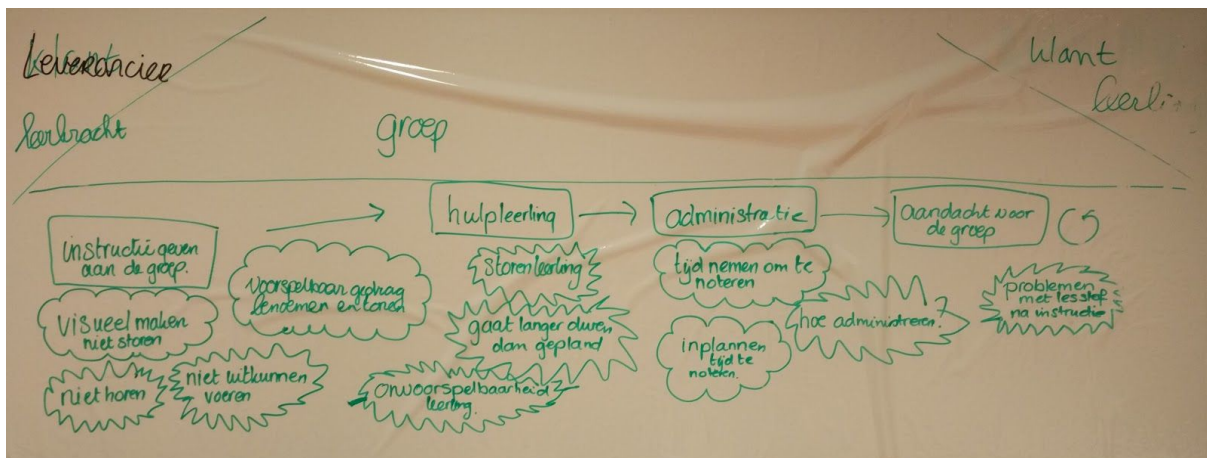 Leverancier
Klant
leerli
leerkracht
groep
instructie geven
aan de groep.
hulpleerling
administratie
aandacht voor
de groep
visueel maken
niet storen
Voorspelbaar gedrag
benoemen en tonen
storen leerling
tijd nemen om te
noteren
problemen
met lesstof
na instructie
gaat langer duren
dan gepland
hoe administreren?
inplannen
tijd te
noteren.
niet horen
niet uitkunnen
voeren
onvoorspelbaarheid
leerling.